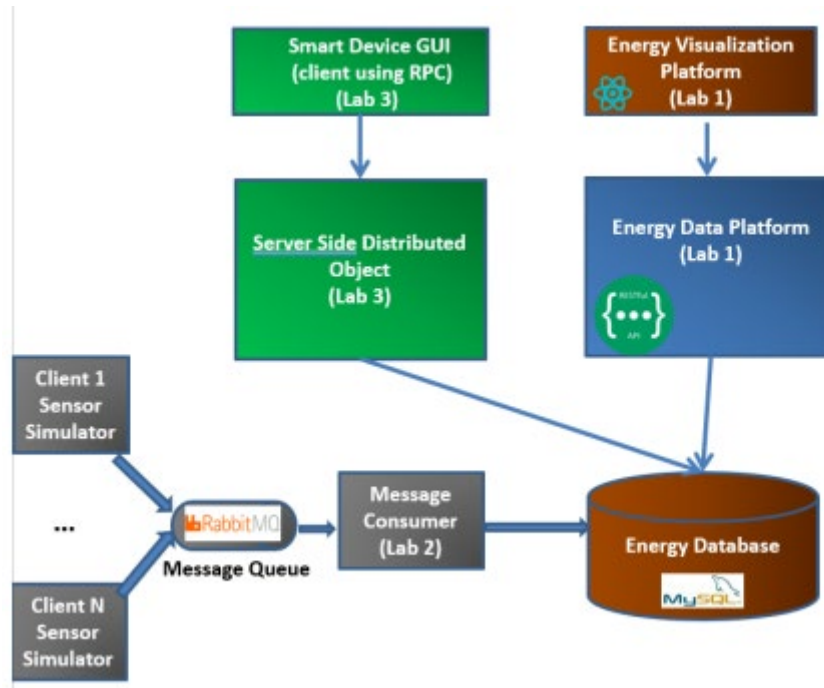 Smart Device GUI
(client using RPC)
(Lab 3)
Energy Visualization
Platform
(Lab 1)
Server Side Distributed
Object
(Lab 3)
Energy Data Platform
(Lab 1)
RESTful
{•••}
API
Client 1
Sensor
Simulator
...
Client N
Sensor
Simulator
RabbitMQ
Message Queue
Message
Consumer
(Lab 2)
Energy Database
MySQL